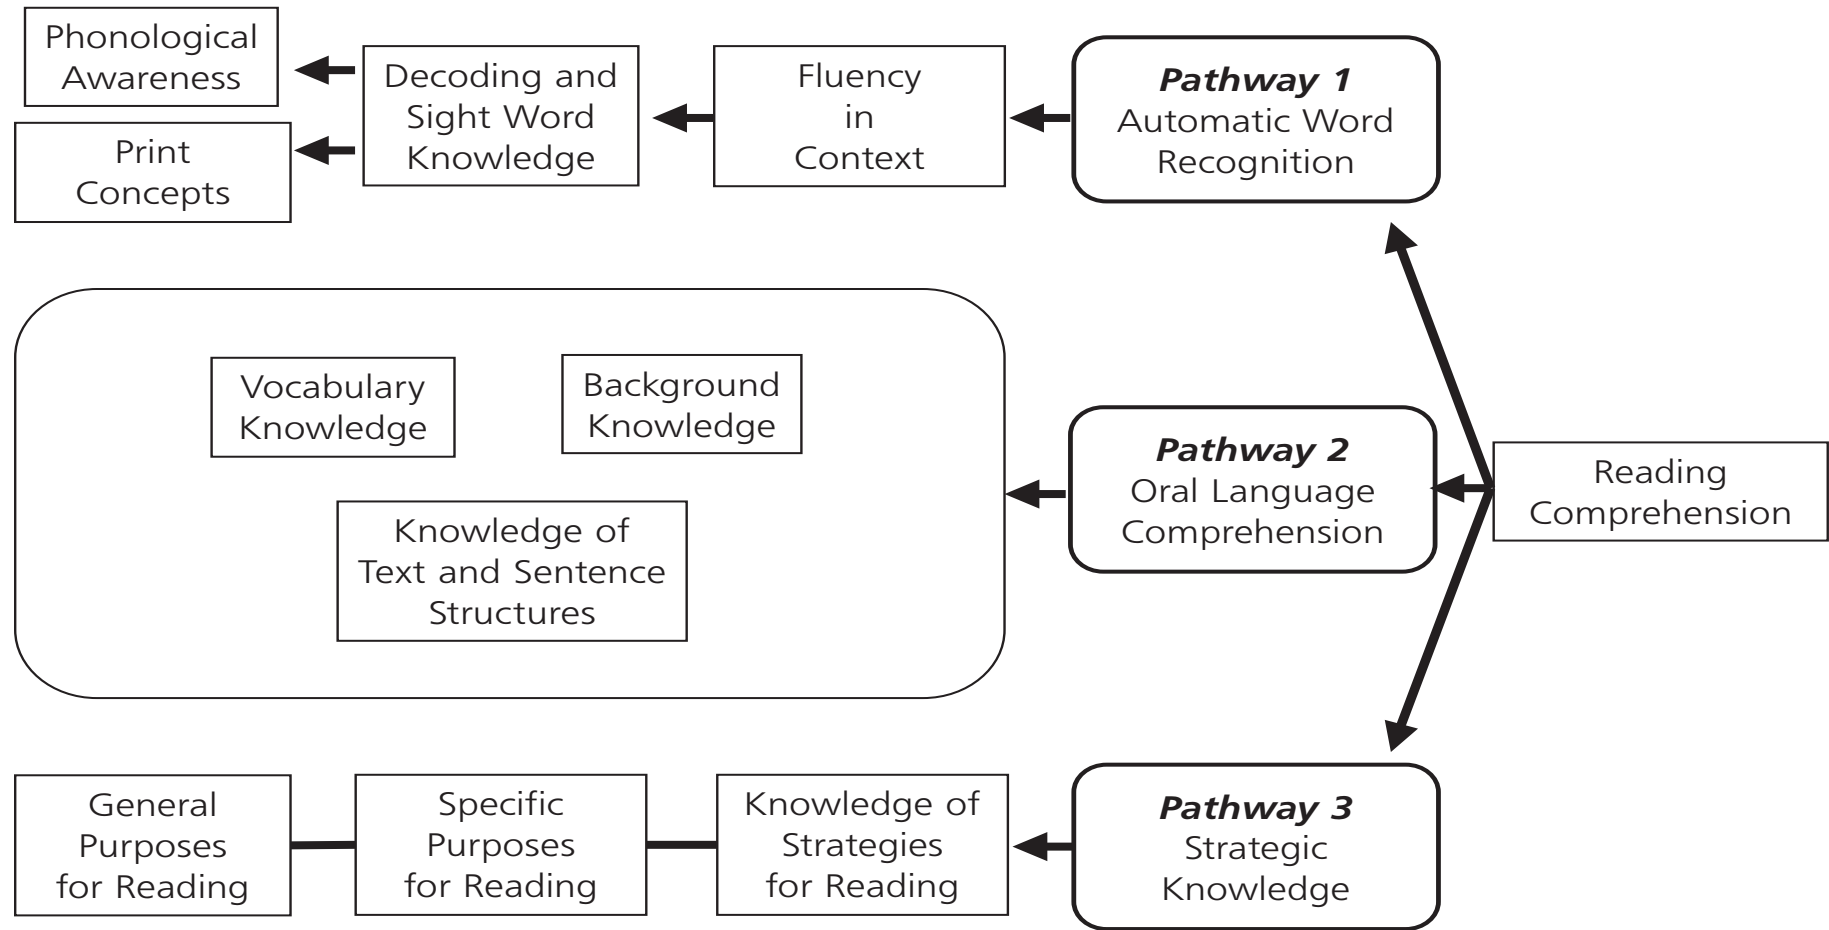 Phonological
Awareness
Print
Concepts
Decoding and
Sight Word
Knowledge
Fluency
in
Context
Pathway 1
Automatic Word
Recognition
Vocabulary
Knowledge
Background
Knowledge
Knowledge of
Text and Sentence
Structures
Pathway 2
Oral Language
Comprehension
Reading
Comprehension
General
Purposes
for Reading
Specific
Purposes
for Reading
Knowledge of
Strategies
for Reading
Pathway 3
Strategic
Knowledge